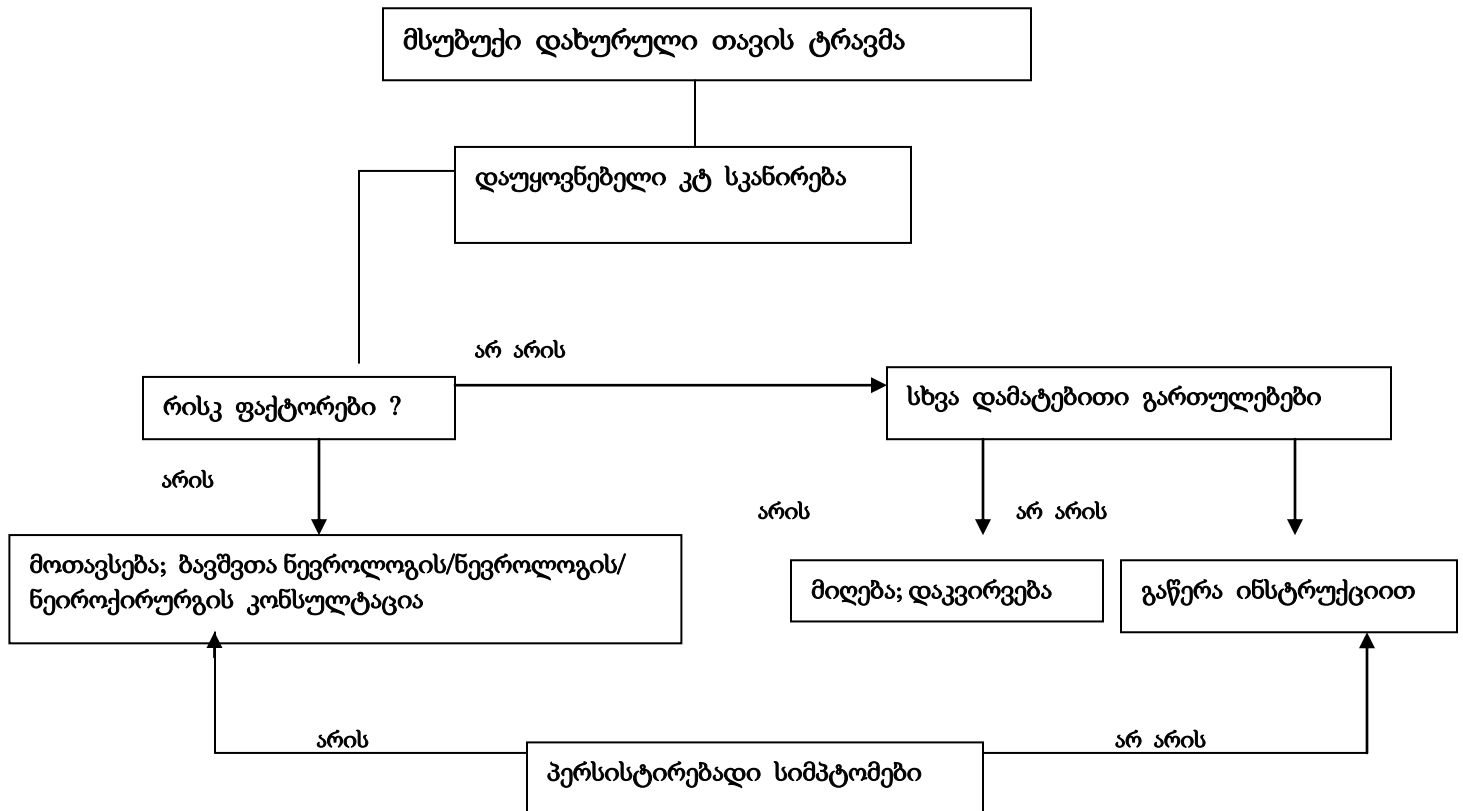 მსუბუქი დახურული თავის ტრავმა
დაუყოვნებელი კტ სკანირება
არ არის
რისკ ფაქტორები ?
სხვა დამატებითი გართულებები
არის
არის
არ არის
მოთავსება; ბავშვთა ნევროლოგის/ნევროლოგის/
ნეიროქირურგის კონსულტაცია
მიღება; დაკვირვება
გაწერა ინსტრუქციით
არის
არ არის
პერსისტირებადი სიმპტომები